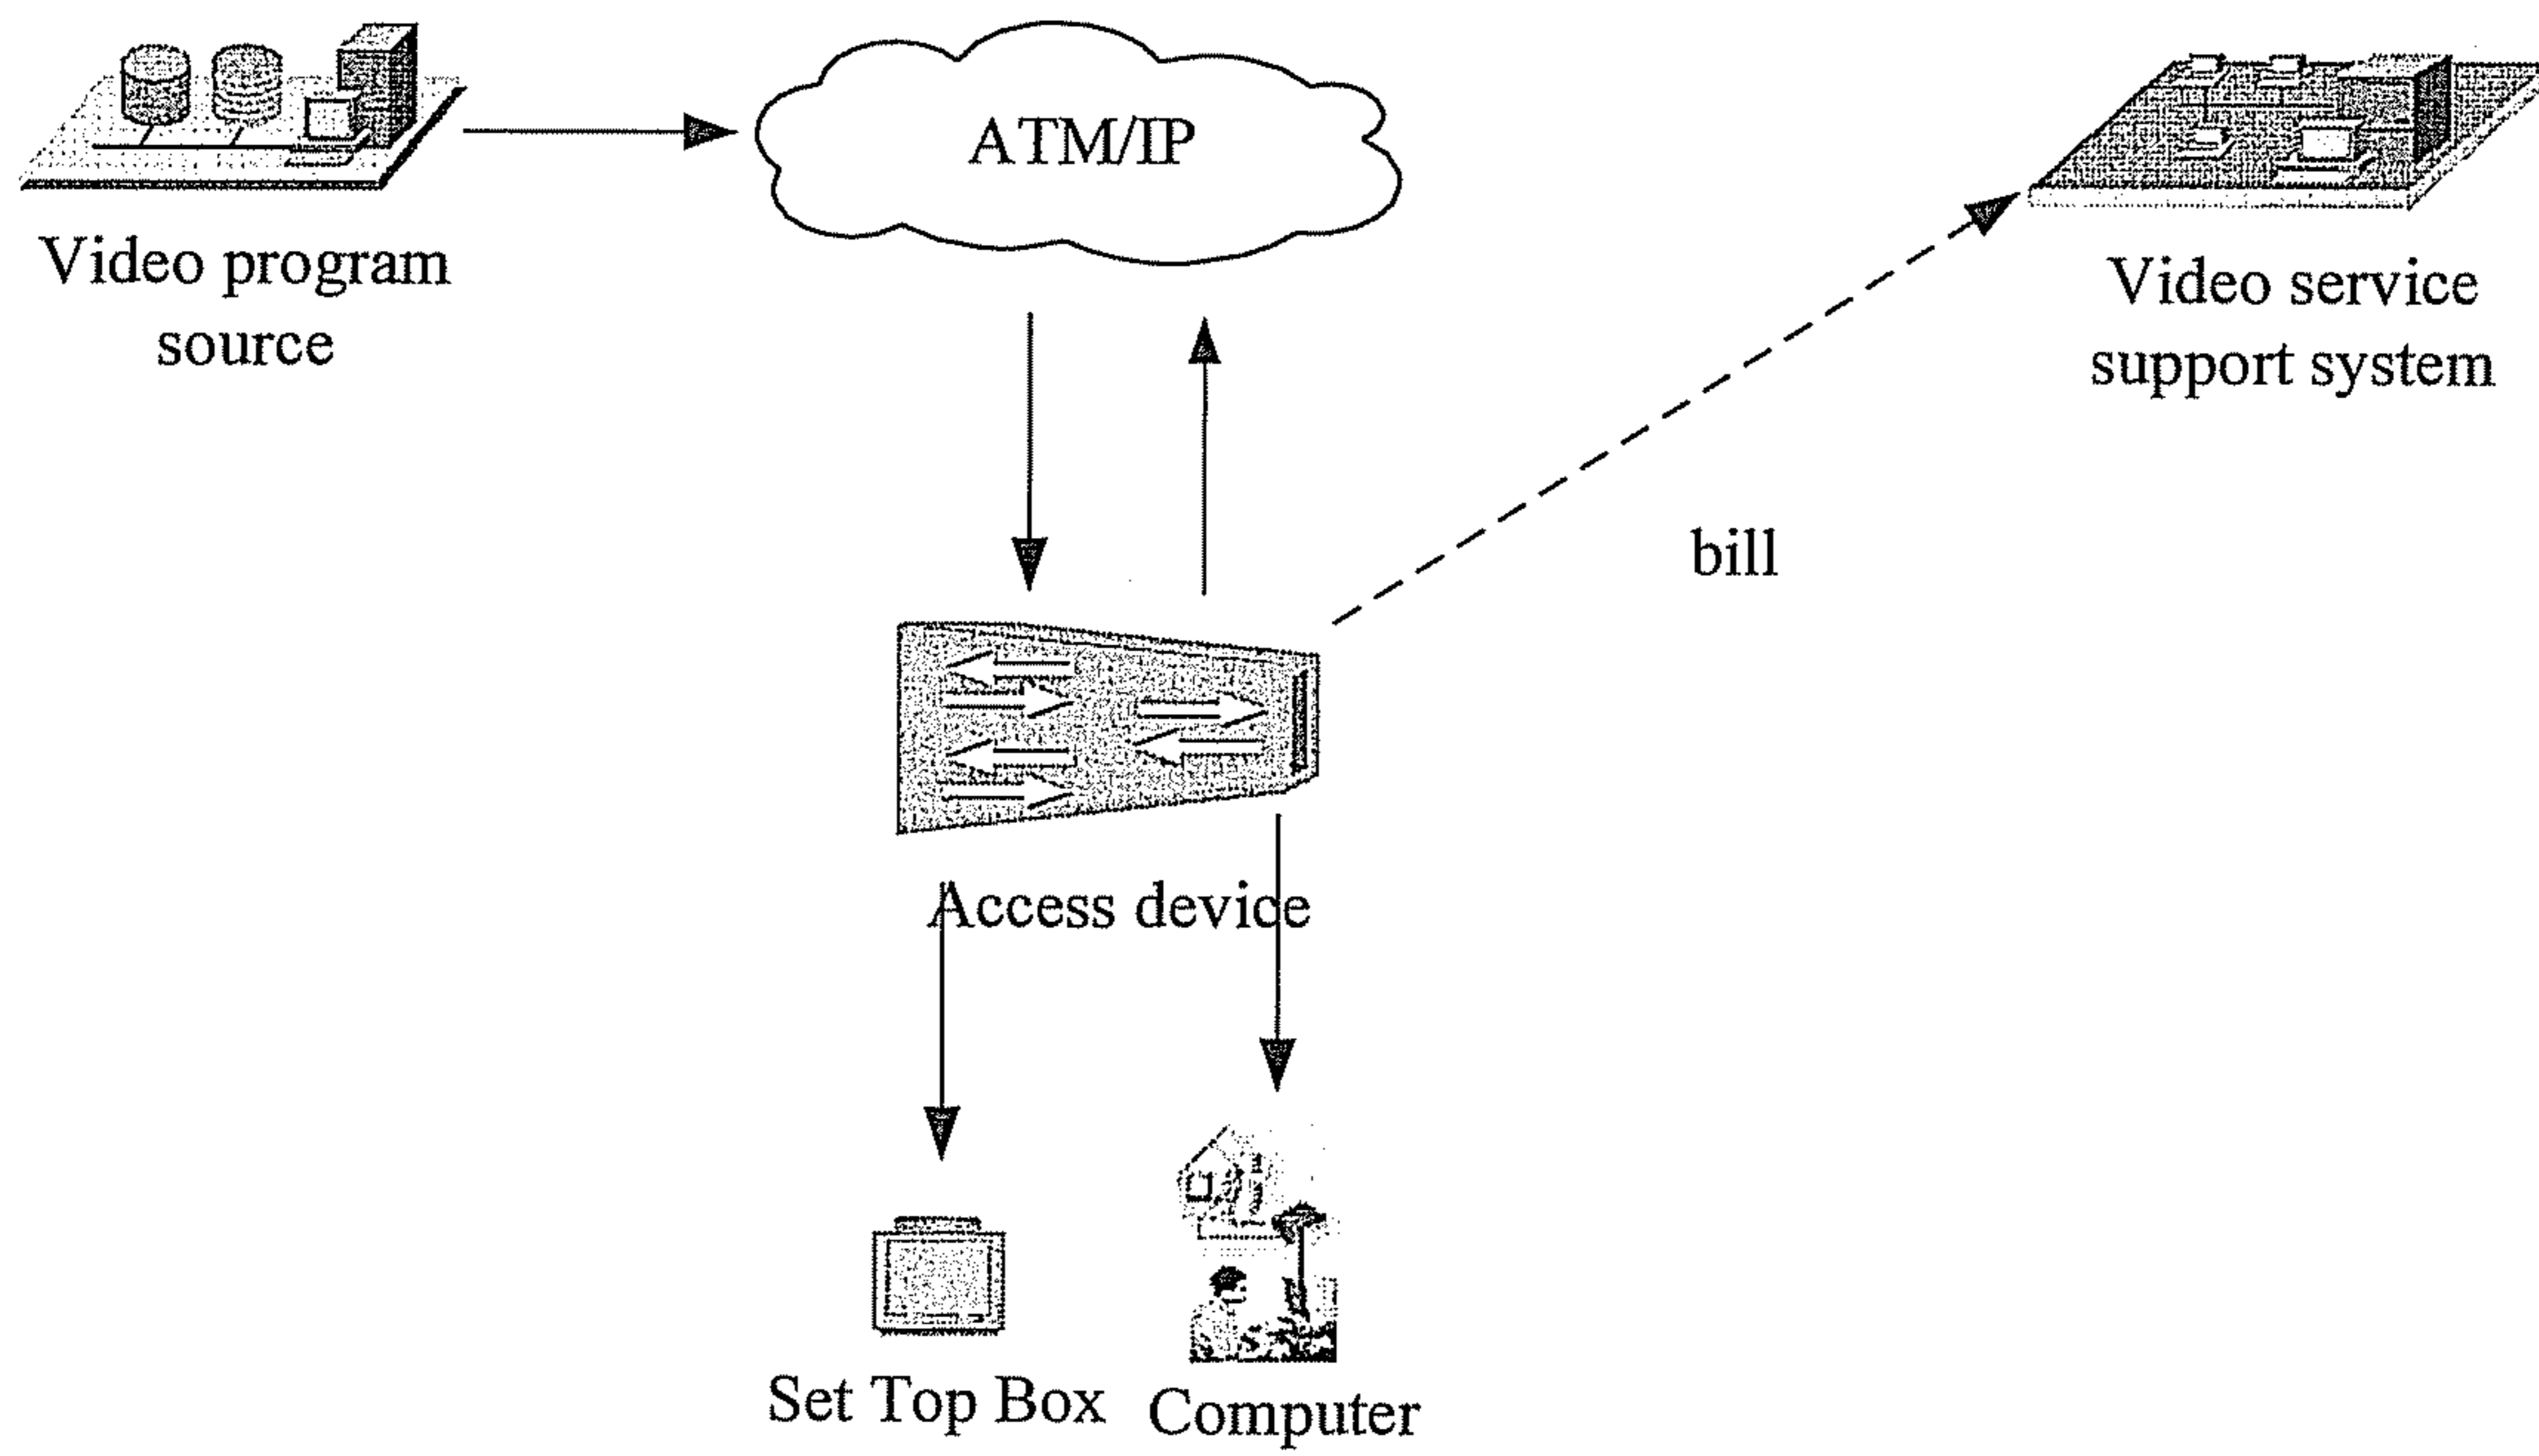 ATM/IP
Video program
source
Video service
support system
bill
Access device
Set Top Box
Computer